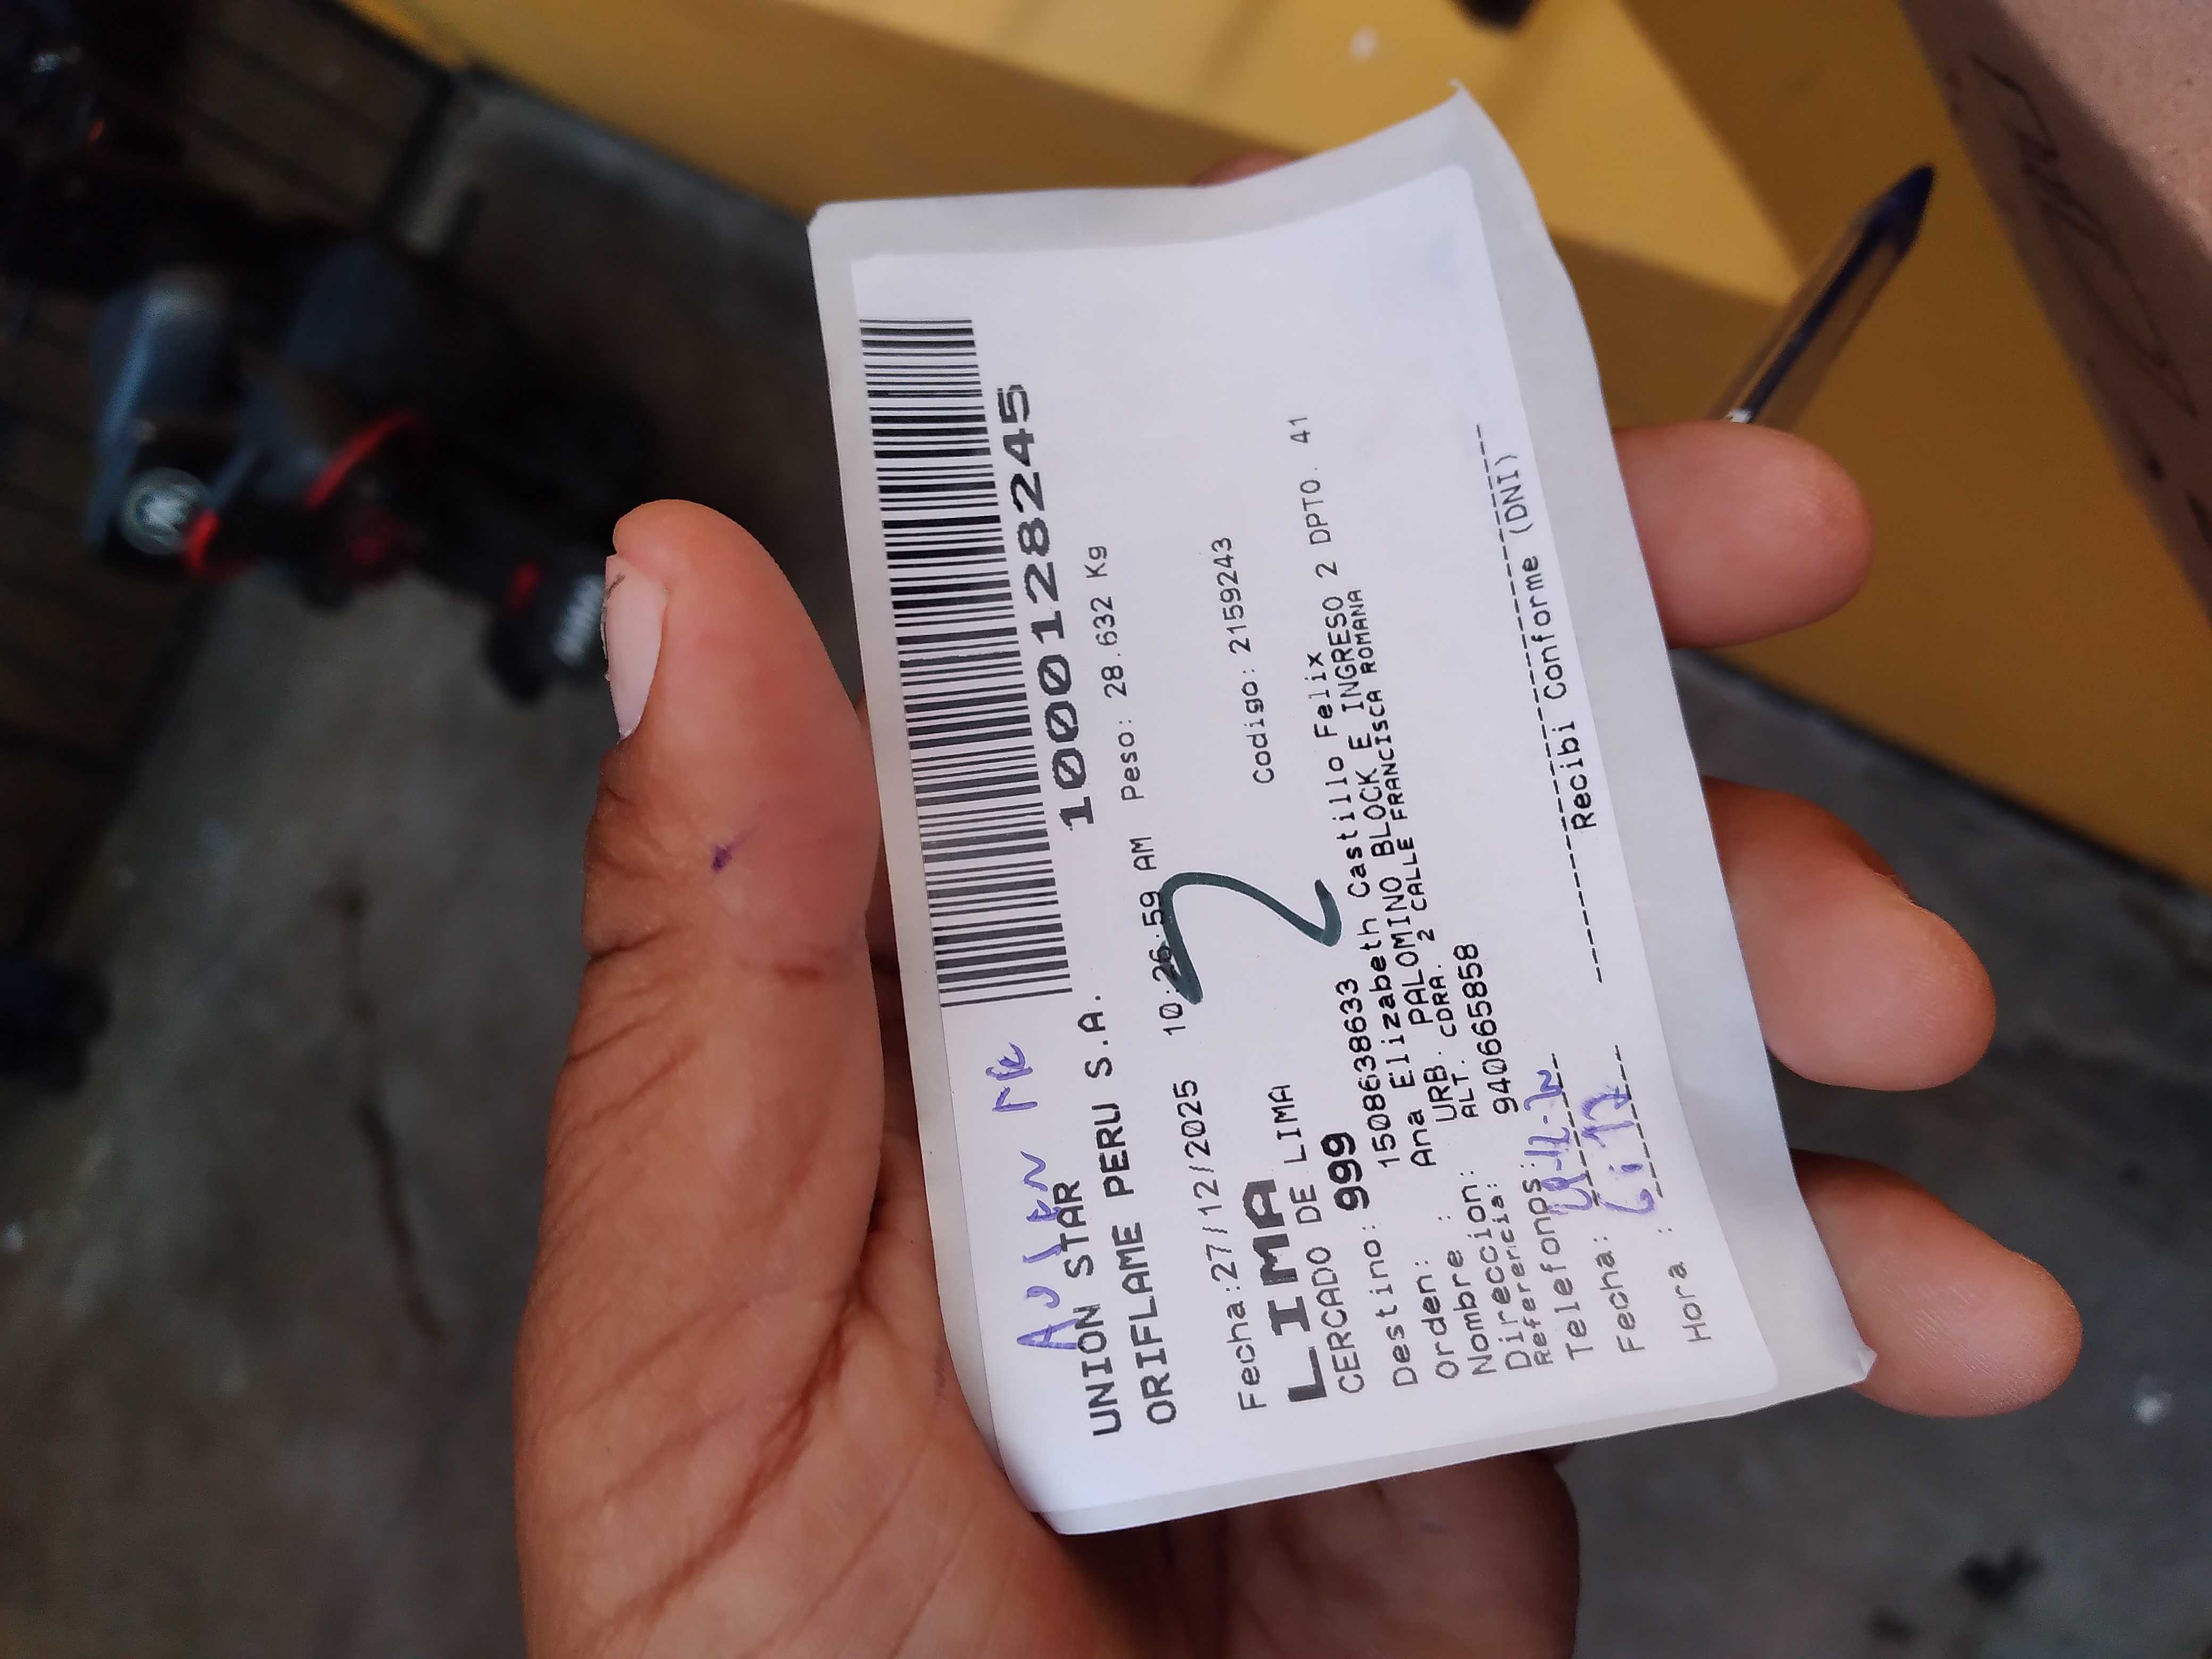 1000128245
UNION STAR
ORIFLAME PERU S.A.
Fecha:27/12/2025 10:26:59 AM Peso: 28.632 Kg
LIMA
CERCADO DE LIMA
2
Codigo: 2159243
Destino: 999
Orden: 1508638633
Nombre : Ana Elizabeth Castillo Felix
Direccion: URB. PALOMINO BLOCK E INGRESO 2 DPTO. 41
Referencia: ALT. CDRA. 2 CALLE FRANCISCA ROMANA
Telefonos: 940665858
Fecha:
Hora :
Recibi Conforme (DNI)